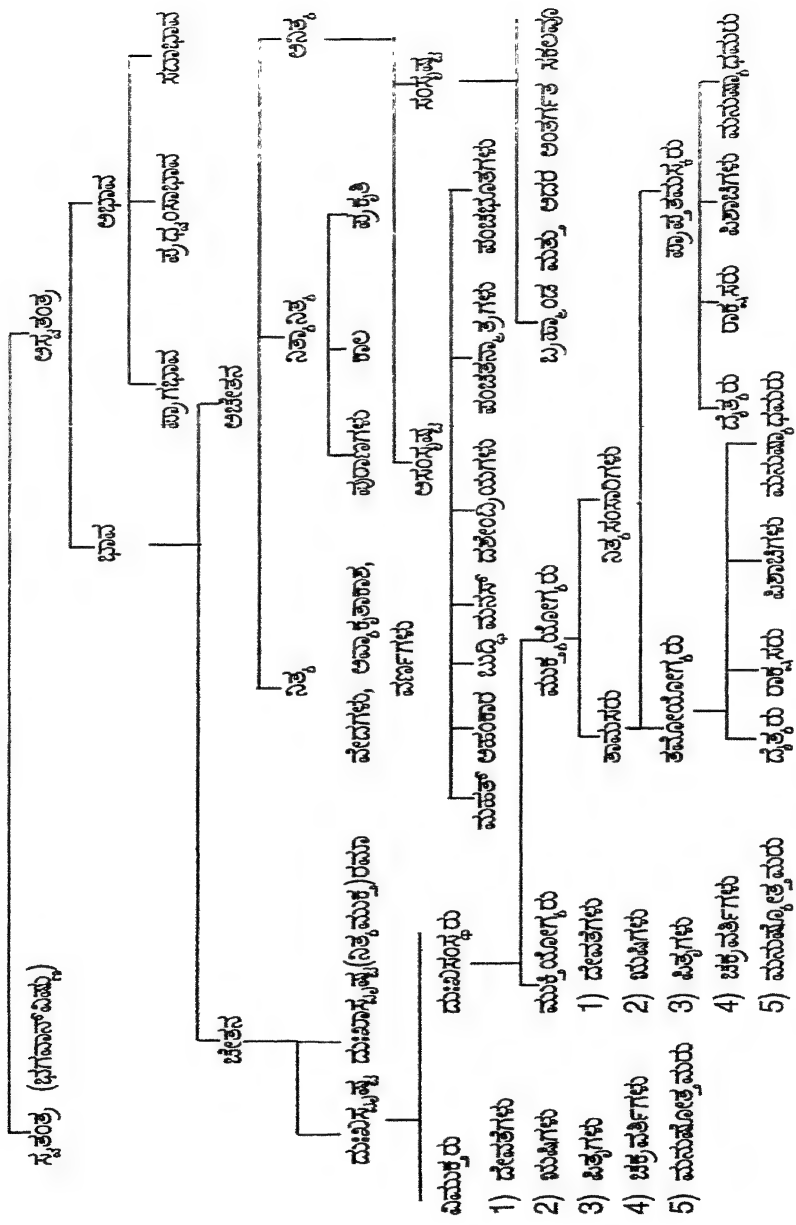 ಸ್ವತಂತ್ರ (ಭಗವಾನ್‌ವಿಷ್ಣು) ಅಸ್ವತಂತ್ರ
ಭಾವ ಅಭಾವ
ಪ್ರಾಗಭಾವ ಪ್ರಧ್ವಂಸಾಭಾವ ಸದಾಭಾವ
ಚೇತನ ಅಚೇತನ
ನಿತ್ಯ ನಿತ್ಯಾನಿತ್ಯ ಅನಿತ್ಯ
ದುಃಖಸ್ಪೃಷ್ಟ ದುಃಖಾಸ್ಪೃಷ್ಟ(ನಿತ್ಯಮುಕ್ತ)ರಮಾ
ವೇದಗಳು, ಅವ್ಯಾಕೃತಾಕಾಶ,
ವರ್ಣಗಳು
ಪುರಾಣಗಳು ಕಾಲ ಪ್ರಕೃತಿ
ಅಸಂಸೃಷ್ಟ ಸಂಸೃಷ್ಟ
ವಿಮುಕ್ತರು ದುಃಖಸಂಸ್ಥರು
ಮಹತ್ ಅಹಂಕಾರ ಬುದ್ಧಿ ಮನಸ್ ದಶೇಂದ್ರಿಯಗಳು ಪಂಚತನ್ಮಾತ್ರಗಳು ಪಂಚಭೂತಗಳು
1) ದೇವತೆಗಳು
2) ಋಷಿಗಳು
3) ಪಿತೃಗಳು
4) ಚಕ್ರವರ್ತಿಗಳು
5) ಮನುಷೋತ್ತಮರು
ಬ್ರಹ್ಮಾಂಡ ಮತ್ತು ಅದರ ಅಂತರ್ಗತ ಸಕಲವೂ
ಮುಕ್ತಿಯೋಗ್ಯರು ಮುಕ್ತ್ಯಯೋಗ್ಯರು
1) ದೇವತೆಗಳು
2) ಋಷಿಗಳು
3) ಪಿತೃಗಳು
4) ಚಕ್ರವರ್ತಿಗಳು
5) ಮನುಷ್ಯೋತ್ತಮರು
ತಾಮಸರು ನಿತ್ಯಸಂಸಾರಿಗಳು
ತಮೋಯೋಗ್ಯರು ಪ್ರಾಪ್ತತಮಸ್ಕರು
ದೈತ್ಯರು ರಾಕ್ಷಸರು ಪಿಶಾಚಿಗಳು ಮನುಷ್ಯಾಧಮರು
ದೈತ್ಯರು ರಾಕ್ಷಸರು ಪಿಶಾಚಿಗಳು ಮನುಷ್ಯಾಧಮರು